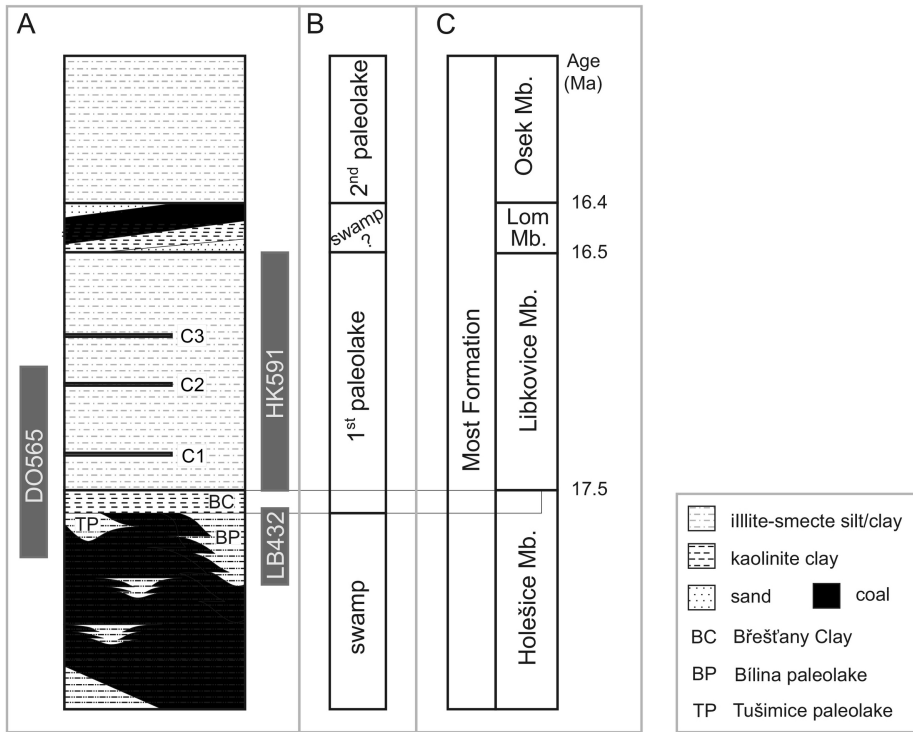 A
B
C
Age
(Ma)
2nd paleolake
Osek Mb.
16.4
swamp
?
Lom
Mb.
16.5
C3
C2
C1
HK591
DO565
1st paleolake
Most Formation
Libkovice Mb.
17.5
BC
TP
BP
LB432
swamp
Holešice Mb.
illlite-smecte silt/clay
kaolinite clay
sand
coal
BC Břešťany Clay
BP Bílina paleolake
TP Tušimice paleolake